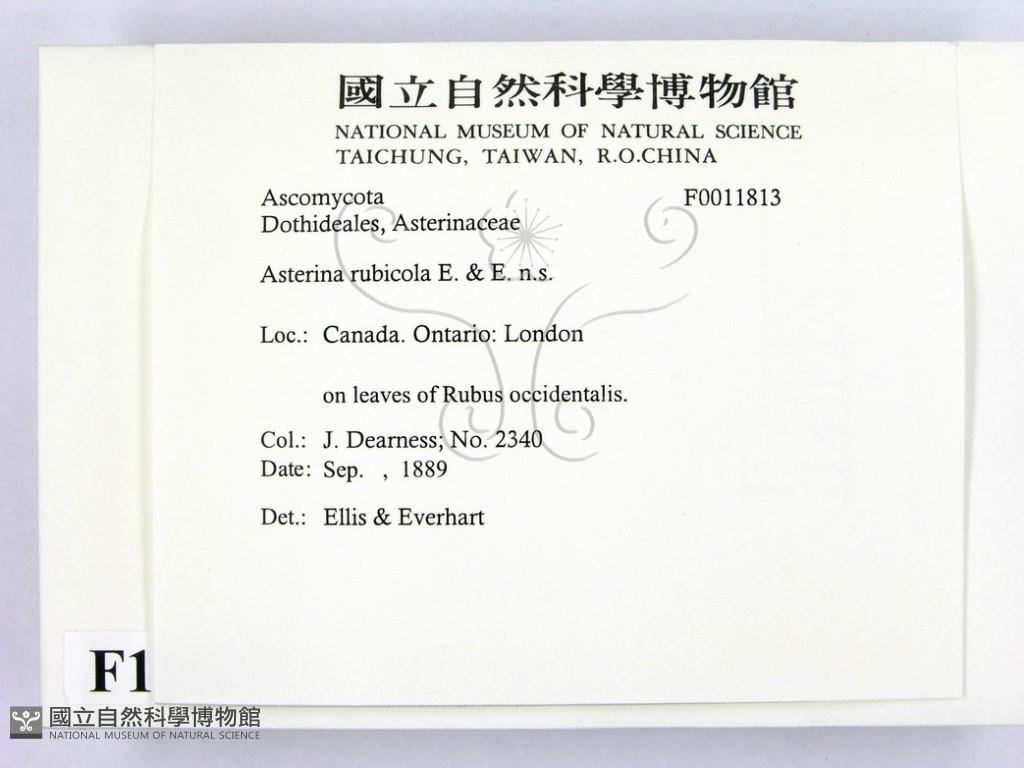 國立自然科學博物館
NATIONAL MUSEUM OF NATURAL SCIENCE
TAICHUNG, TAIWAN, R.O.CHINA
Ascomycota F0011813
Dothideales, Asterinaceae
Asterina rubicola E. & E. n.s.
Loc.: Canada. Ontario: London
on leaves of Rubus occidentalis.
Col.: J. Dearness; No. 2340
Date: Sep. , 1889
Det.: Ellis & Everhart
F1
國立自然科學博物館
NATIONAL MUSEUM OF NATURAL SCIENCE